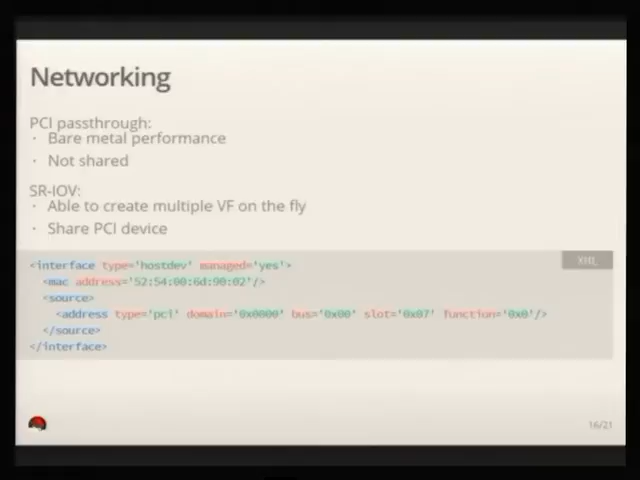 Networking
PCI passthrough:
· Bare metal performance
· Not shared
SR-IOV:
· Able to create multiple VF on the fly
· Share PCI device
XML
<interface type='hostdev' managed='yes'>
<mac address='52:54:00:6d:90:02'/>
<source>
<address type='pci' domain='0x0000' bus='0x00' slot='0x07' function='0x0'/>
</source>
</interface>
16/21